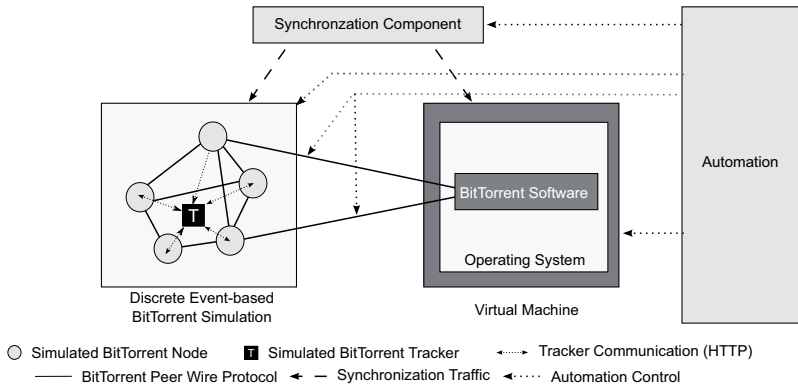 Synchronzation Component
Automation
T
BitTorrent Software
Operating System
Discrete Event-based
BitTorrent Simulation
Virtual Machine
Simulated BitTorrent Node
T Simulated BitTorrent Tracker
Tracker Communication (HTTP)
BitTorrent Peer Wire Protocol
Synchronization Traffic
Automation Control